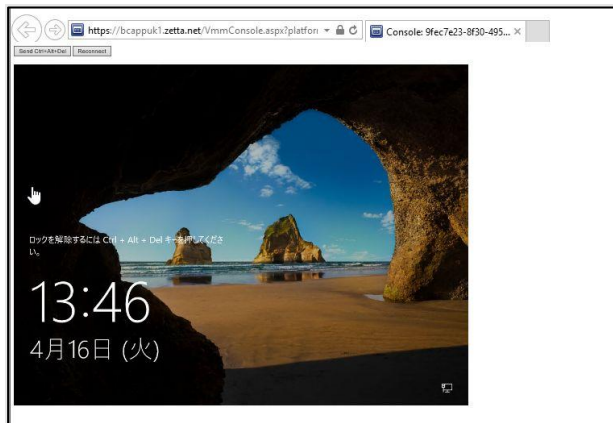 https://bcappuk1.zetta.net/VmmConsole.aspx?platforı
Console: 9fec7e23-8f30-495...
Send Ctrl+Alt+Del
Reconnect
ロックを解除するには Ctrl + Alt + Del キーを押してくださ
い。
13:46
4月16日 (火)